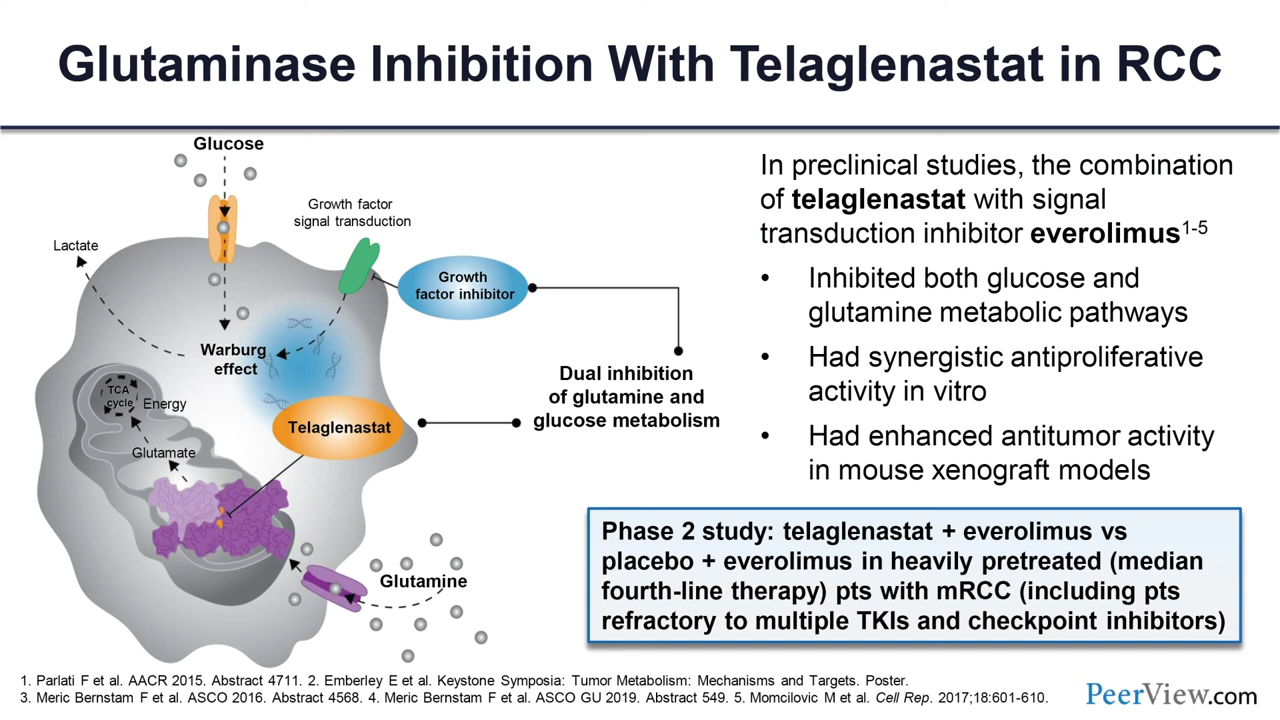 Glutaminase Inhibition With Telaglenastat in RCC
Glucose
Growth factor
signal transduction
Lactate
Growth
factor inhibitor
Warburg
effect
TCA
cycle
Energy
Dual inhibition
of glutamine and
glucose metabolism
Telaglenastat
Glutamate
Glutamine
In preclinical studies, the combination
of telaglenastat with signal
transduction inhibitor everolimus1-5
• Inhibited both glucose and
glutamine metabolic pathways
• Had synergistic antiproliferative
activity in vitro
• Had enhanced antitumor activity
in mouse xenograft models
Phase 2 study: telaglenastat + everolimus vs
placebo + everolimus in heavily pretreated (median
fourth-line therapy) pts with mRCC (including pts
refractory to multiple TKIs and checkpoint inhibitors)
1. Parlati F et al. AACR 2015. Abstract 4711. 2. Emberley E et al. Keystone Symposia: Tumor Metabolism: Mechanisms and Targets. Poster.
3. Meric Bernstam F et al. ASCO 2016. Abstract 4568. 4. Meric Bernstam F et al. ASCO GU 2019. Abstract 549. 5. Momcilovic M et al. Cell Rep. 2017;18:601-610.
PeerView.com